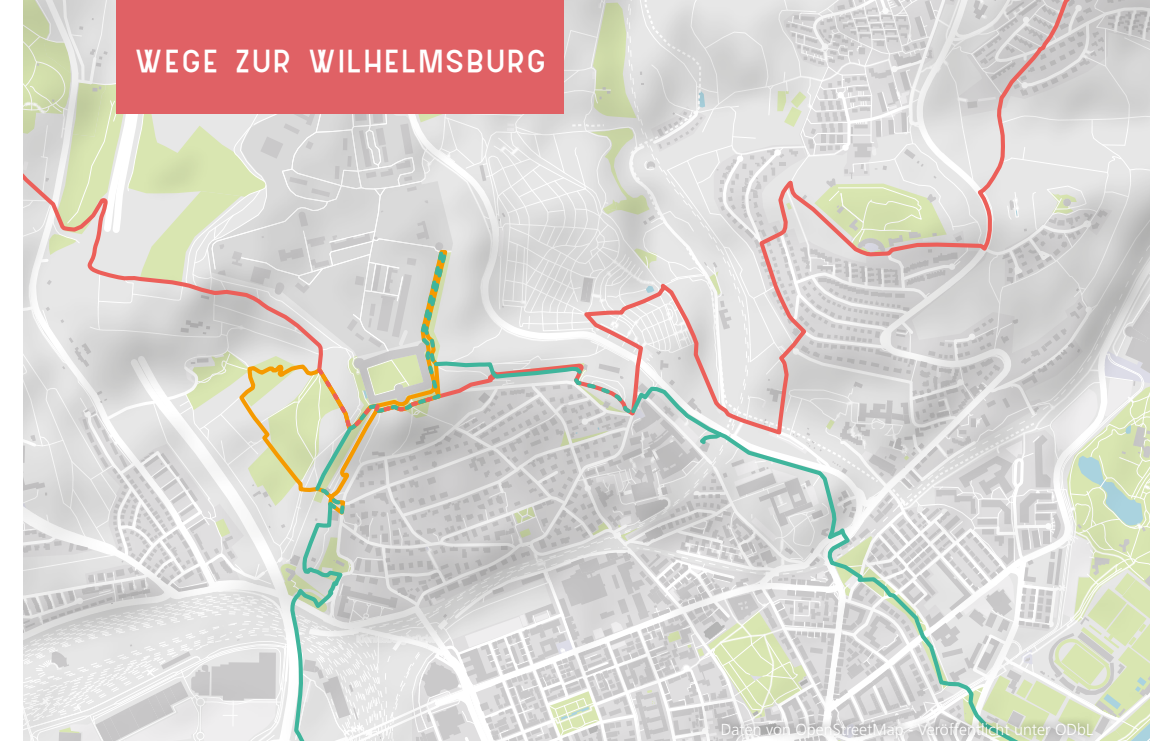 WEGE ZUR WILHELMSBURG
Daten von OpenStreetMap - Veröffentlicht unter ODbL